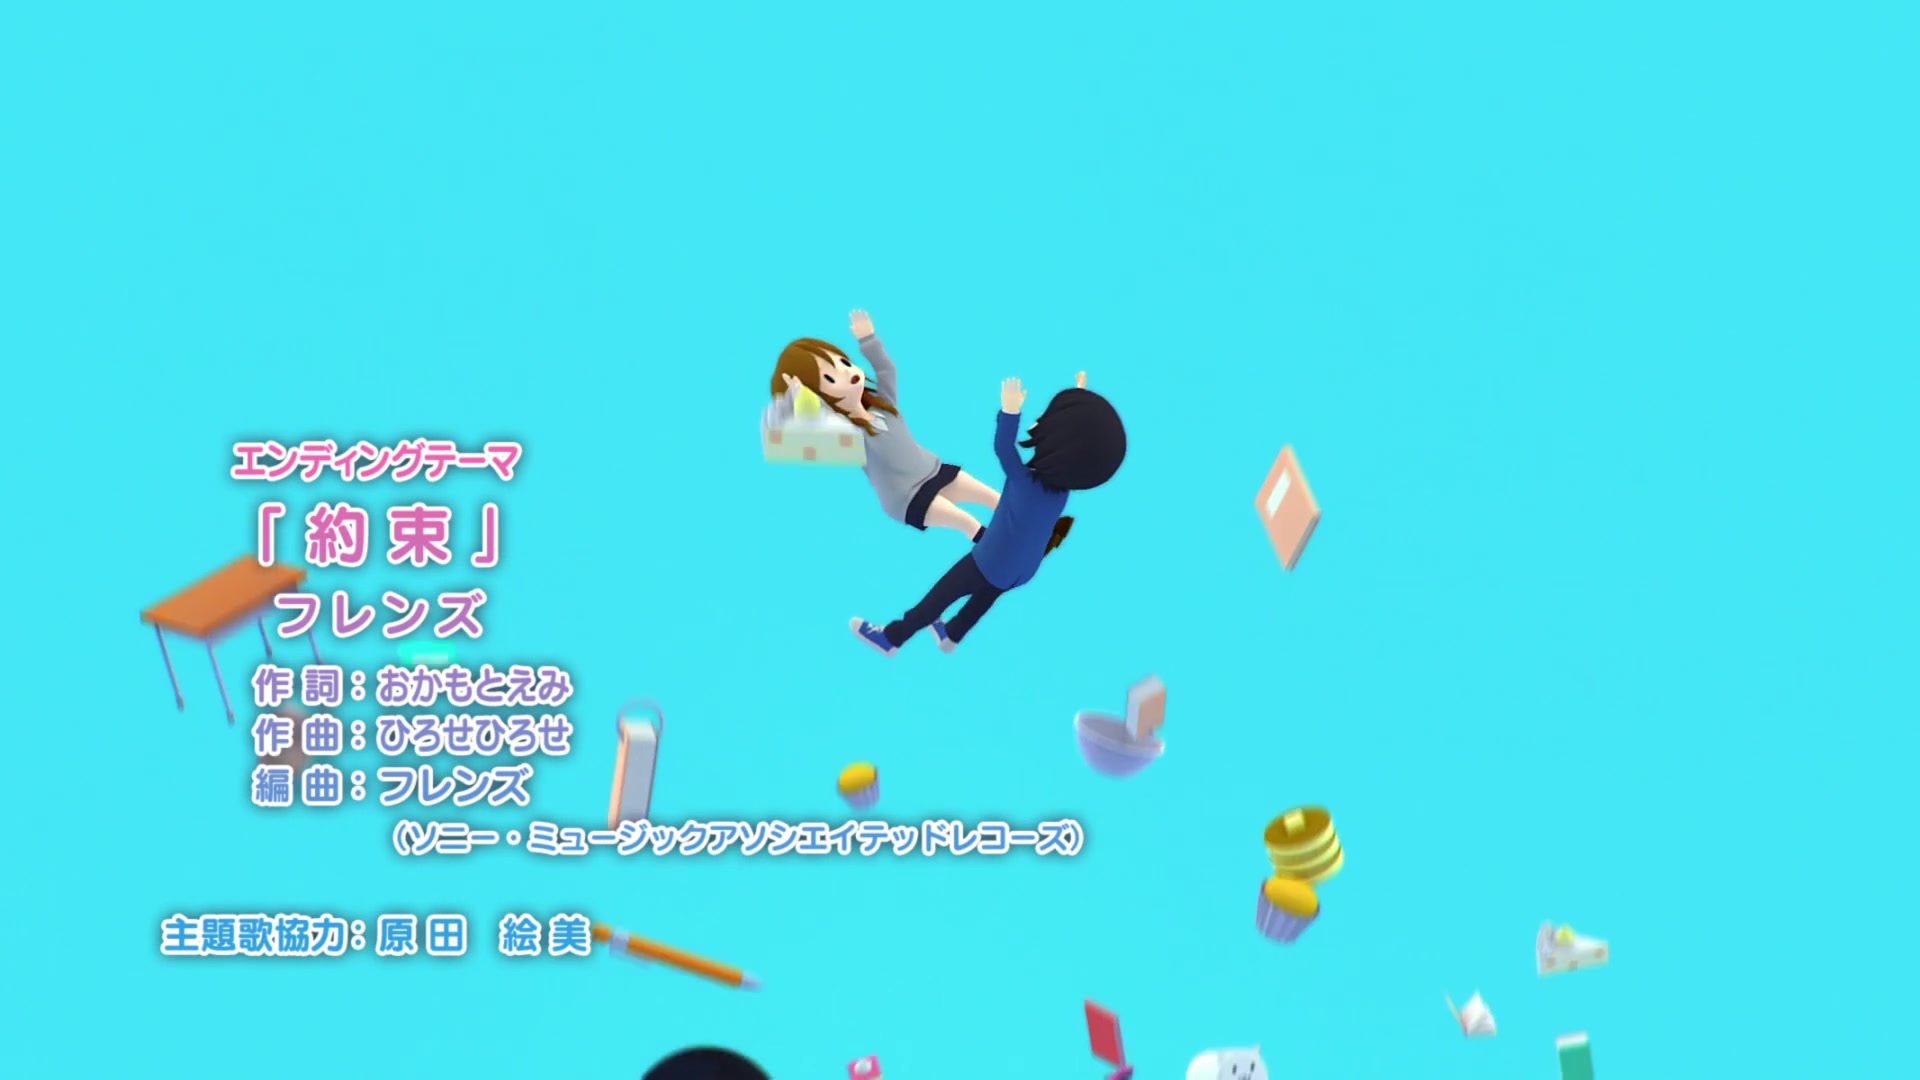 エンディングテーマ
「約束」
フレンズ
作詞：おかもとえみ
作曲：ひろせひろせ
編曲：フレンズ
（ソニー・ミュージックアソシエイテッドレコーズ）
主題歌協力：原田　絵美